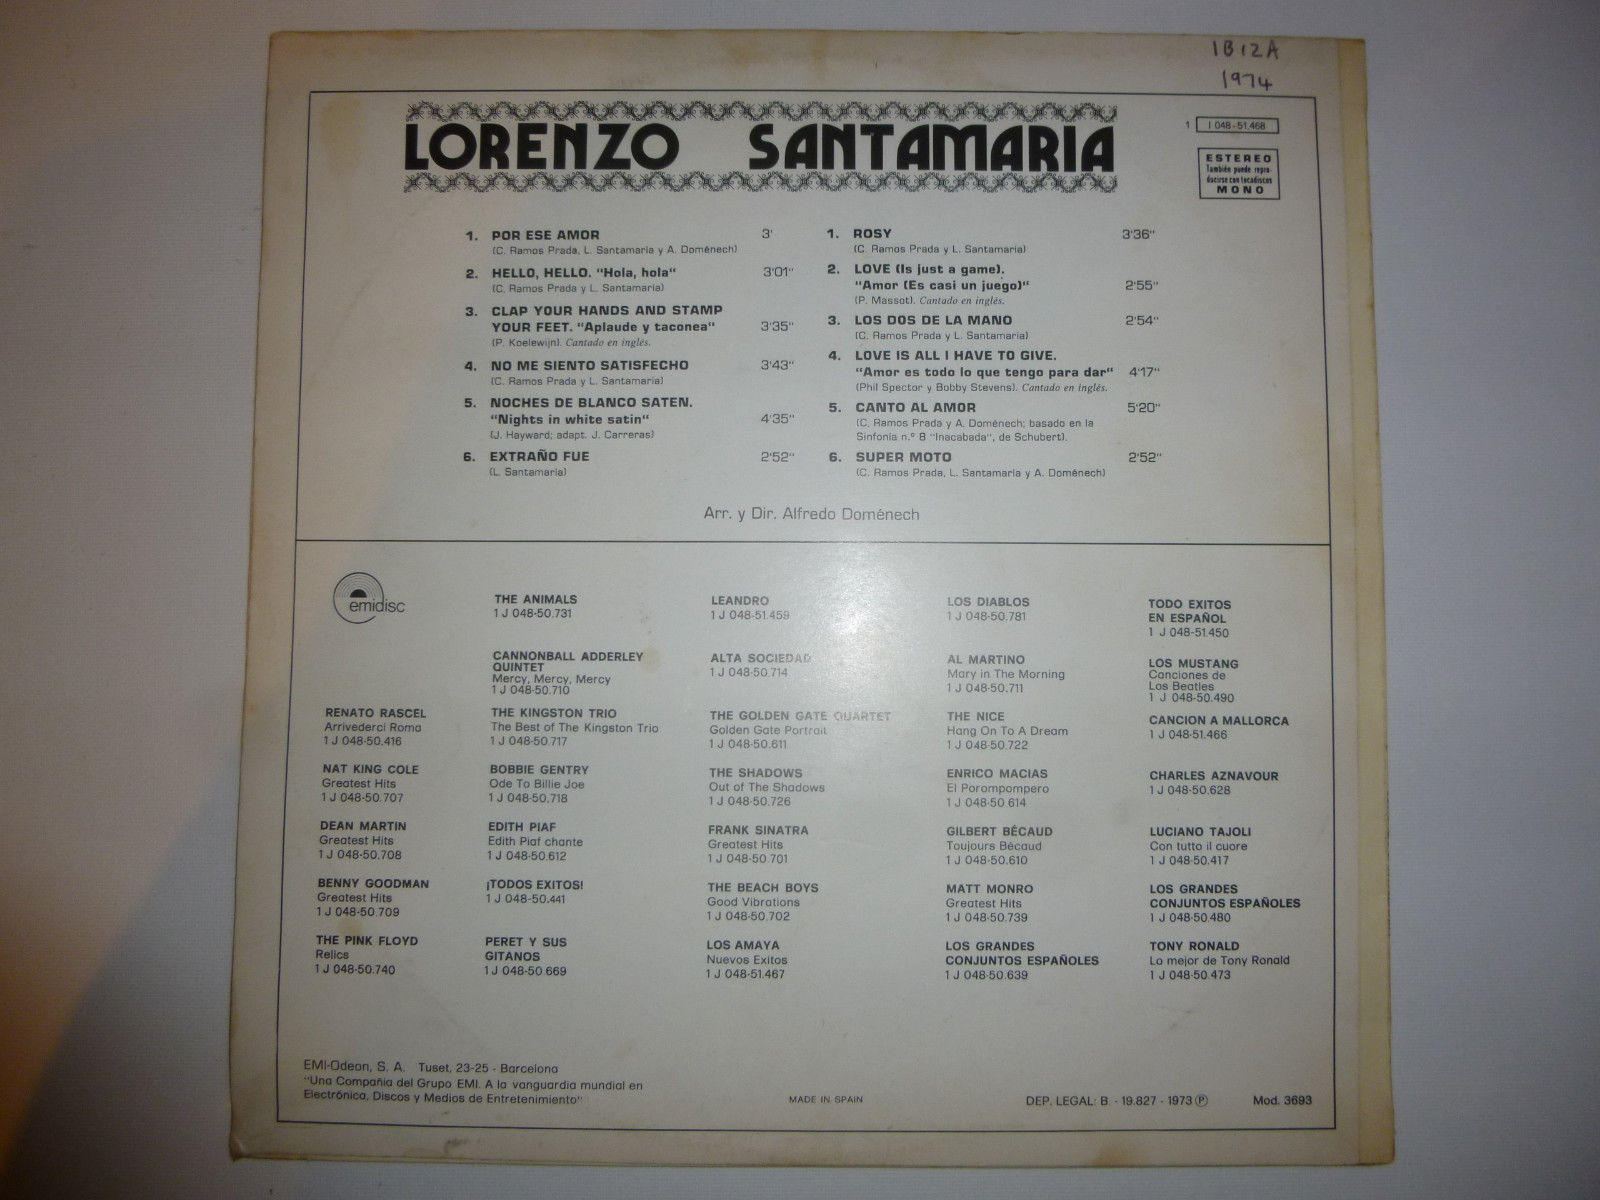 IBIZA
1974
LORENZO SANTAMARIA
1 J 048-51.468
ESTEREO
También puede repro-
ducirse con tocadiscos
MONO
1. POR ESE AMOR 3'
(C. Ramos Prada, L. Santamaria y A. Doménech)
2. HELLO, HELLO. "Hola, hola" 3'01"
(C. Ramos Prada y L. Santamaria)
3. CLAP YOUR HANDS AND STAMP
YOUR FEET. "Aplaude y taconea" 3'35"
(P. Koelewijn). Cantado en inglés.
4. NO ME SIENTO SATISFECHO 3'43"
(C. Ramos Prada y L. Santamaria)
5. NOCHES DE BLANCO SATEN.
"Nights in white satin" 4'35"
(J. Hayward; adapt. J. Carreras)
6. EXTRAÑO FUE 2'52"
(L. Santamaria)
1. ROSY 3'36"
(C. Ramos Prada y L. Santamaria)
2. LOVE (Is just a game).
"Amor (Es casi un juego)" 2'55"
(P. Massot). Cantado en inglés.
3. LOS DOS DE LA MANO 2'54"
(C. Ramos Prada y L. Santamaria)
4. LOVE IS ALL I HAVE TO GIVE.
"Amor es todo lo que tengo para dar" 4'17"
(Phil Spector y Bobby Stevens). Cantado en inglés.
5. CANTO AL AMOR 5'20"
(C. Ramos Prada y A. Doménech; basado en la
Sinfonía n.º 8 "Inacabada", de Schubert).
6. SUPER MOTO 2'52"
(C. Ramos Prada, L. Santamaria y A. Doménech)
Arr. y Dir. Alfredo Doménech
emidisc
RENATO RASCEL
Arrivederci Roma
1 J 048-50.416
NAT KING COLE
Greatest Hits
1 J 048-50.707
DEAN MARTIN
Greatest Hits
1 J 048-50.708
BENNY GOODMAN
Greatest Hits
1 J 048-50.709
THE PINK FLOYD
Relics
1 J 048-50.740
THE ANIMALS
1 J 048-50.731
CANNONBALL ADDERLEY
QUINTET
Mercy, Mercy, Mercy
1 J 048-50.710
THE KINGSTON TRIO
The Best of The Kingston Trio
1 J 048-50.717
BOBBIE GENTRY
Ode To Billie Joe
1 J 048-50.718
EDITH PIAF
Edith Piaf chante
1 J 048-50.612
¡TODOS EXITOS!
1 J 048-50.441
PERET Y SUS
GITANOS
1 J 048-50.669
LEANDRO
1 J 048-51.459
ALTA SOCIEDAD
1 J 048-50.714
THE GOLDEN GATE QUARTET
Golden Gate Portrait
1 J 048-50.611
THE SHADOWS
Out of The Shadows
1 J 048-50.726
FRANK SINATRA
Greatest Hits
1 J 048-50.701
THE BEACH BOYS
Good Vibrations
1 J 048-50.702
LOS AMAYA
Nuevos Exitos
1 J 048-51.467
LOS DIABLOS
1 J 048-50.781
AL MARTINO
Mary in The Morning
1 J 048-50.711
THE NICE
Hang On To A Dream
1 J 048-50.722
ENRICO MACIAS
El Porompompero
1 J 048-50 614
GILBERT BÉCAUD
Toujours Bécaud
1 J 048-50.610
MATT MONRO
Greatest Hits
1 J 048-50.739
LOS GRANDES
CONJUNTOS ESPAÑOLES
1 J 048-50.639
TODO EXITOS
EN ESPAÑOL
1 J 048-51.450
LOS MUSTANG
Canciones de
Los Beatles
1 J 048-50.490
CANCION A MALLORCA
1 J 048-51.466
CHARLES AZNAVOUR
1 J 048-50.628
LUCIANO TAJOLI
Con tutto il cuore
1 J 048-50.417
LOS GRANDES
CONJUNTOS ESPAÑOLES
1 J 048-50.480
TONY RONALD
Lo mejor de Tony Ronald
1 J 048-50.473
EMI-Odeon, S. A. Tuset, 23-25 - Barcelona
"Una Compañía del Grupo EMI. A la vanguardia mundial en
Electrónica, Discos y Medios de Entretenimiento"
MADE IN SPAIN
DEP. LEGAL: B. - 19.827 - 1973 Ⓟ
Mod. 3693